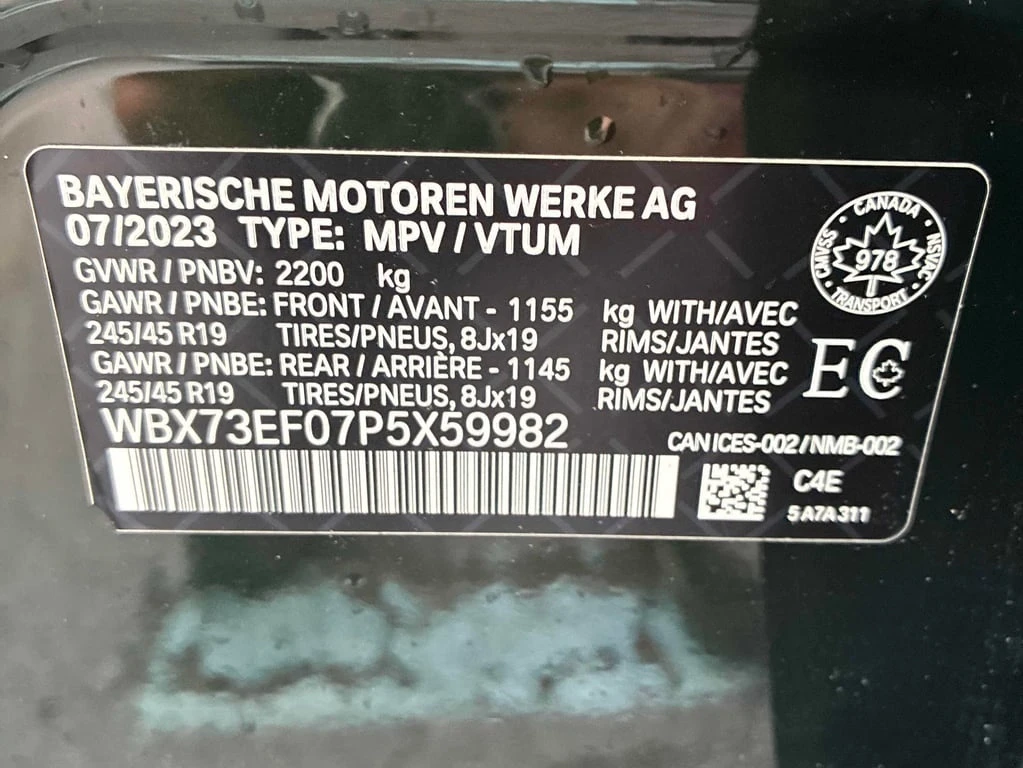 BAYERISCHE MOTOREN WERKE AG
07/2023 TYPE: MPV / VTUM
GVWR / PNBV: 2200 kg
GAWR / PNBE: FRONT / AVANT - 1155 kg WITH/AVEC
245/45 R19 TIRES/PNEUS, 8Jx19 RIMS/JANTES
GAWR / PNBE: REAR / ARRIÈRE - 1145 kg WITH/AVEC
245/45 R19 TIRES/PNEUS, 8Jx19 RIMS/JANTES
WBX73EF07P5X59982
CANADA
CMVSS 978 NSVAC
TRANSPORT
EC
CAN ICES-002 / NMB-002
C4E
5A7A311